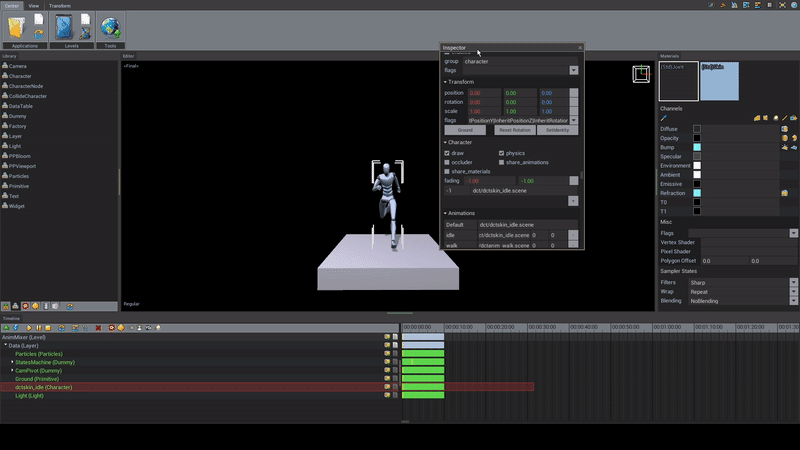 Center View Transform
Applications Levels Tools
Library
Camera
Character
CharacterNode
CollideCharacter
DataTable
Dummy
Factory
Layer
Light
PPBloom
PPViewport
Particles
Primitive
Text
Widget
Editor
<Final>
Regular
Inspector
group character
flags
Transform
position 0.00 0.00 0.00
rotation 0.00 0.00 0.00
scale 1.00 1.00 1.00
flags tPositionY|InheritPositionZ|InheritRotation
Ground Reset Rotation SetIdentity
Character
draw physics
occluder share_animations
share_materials
fading -1.00 -1.00
-1 dct/dctskin_idle.scene
Animations
Default dct/dctskin_idle.scene
idle ct/dctskin_idle.scene 0 0
walk 0 0
Materials
(Std)Joint (Std)Skin
Channels
Diffuse
Opacity
Bump
Specular
Environment
Ambient
Emissive
Refraction
T0
T1
Misc
Flags
Vertex Shader
Pixel Shader
Polygon Offset 0.0 0.0
Sampler States
Filters Sharp
Wrap Repeat
Blending NoBlending
Timeline
AnimMixer (Level)
Data (Layer)
Particles (Particles)
StatesMachine (Dummy)
CamPivot (Dummy)
Ground (Primitive)
dctskin_idle (Character)
Light (Light)
00:00:00:00 00:00:10:00 00:00:20:00 00:00:30:00 00:00:40:00 00:00:50:00 00:01:00:00 00:01:10:00 00:01:20:00 00:01:30